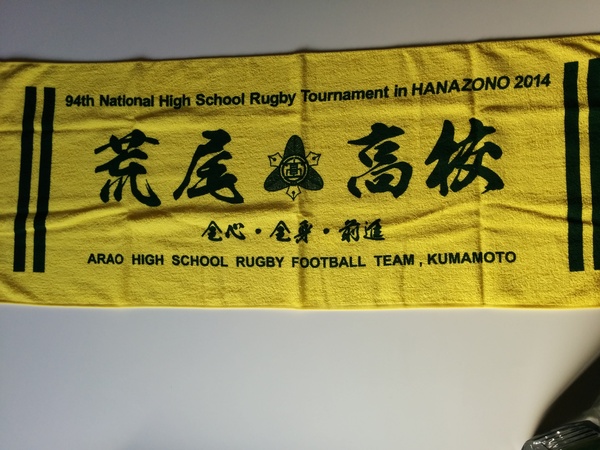 94th National High School Rugby Tournament in HANAZONO 2014
荒尾 高 高校
全心・全身・前進
ARAO HIGH SCHOOL RUGBY FOOTBALL TEAM , KUMAMOTO